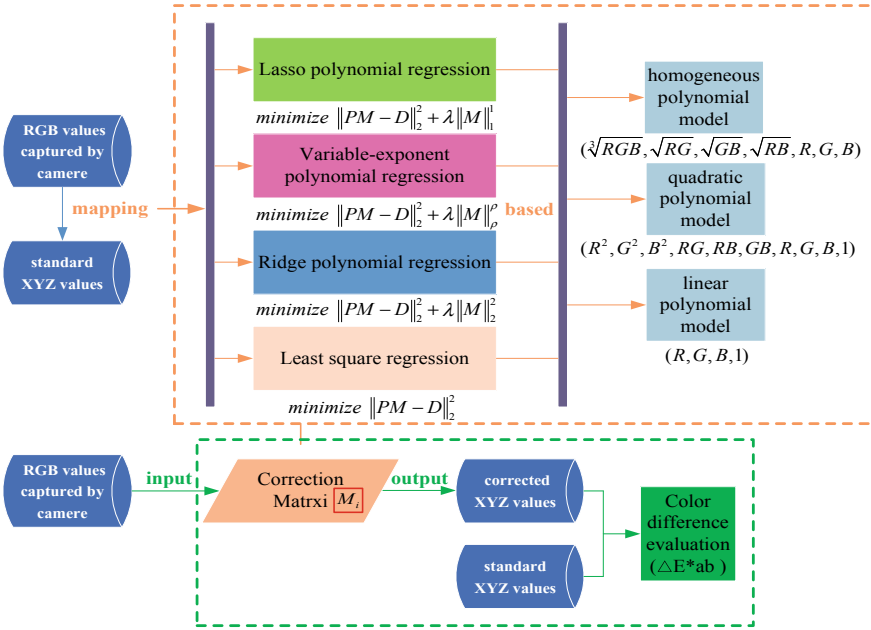 RGB values
captured by
camere
mapping
standard
XYZ values
Lasso polynomial regression
minimize ‖PM − D‖₂² + λ‖M‖₁¹
Variable-exponent
polynomial regression
minimize ‖PM − D‖₂² + λ‖M‖ᵨᵖ
Ridge polynomial regression
minimize ‖PM − D‖₂² + λ‖M‖₂²
Least square regression
minimize ‖PM − D‖₂²
based
homogeneous
polynomial
model
(∛RGB, √RG, √GB, √RB, R, G, B)
quadratic
polynomial
model
(R², G², B², RG, RB, GB, R, G, B, 1)
linear
polynomial
model
(R, G, B, 1)
RGB values
captured by
camere
input
Correction
Matrxi Mᵢ
output
corrected
XYZ values
standard
XYZ values
Color
difference
evaluation
(△E*ab )